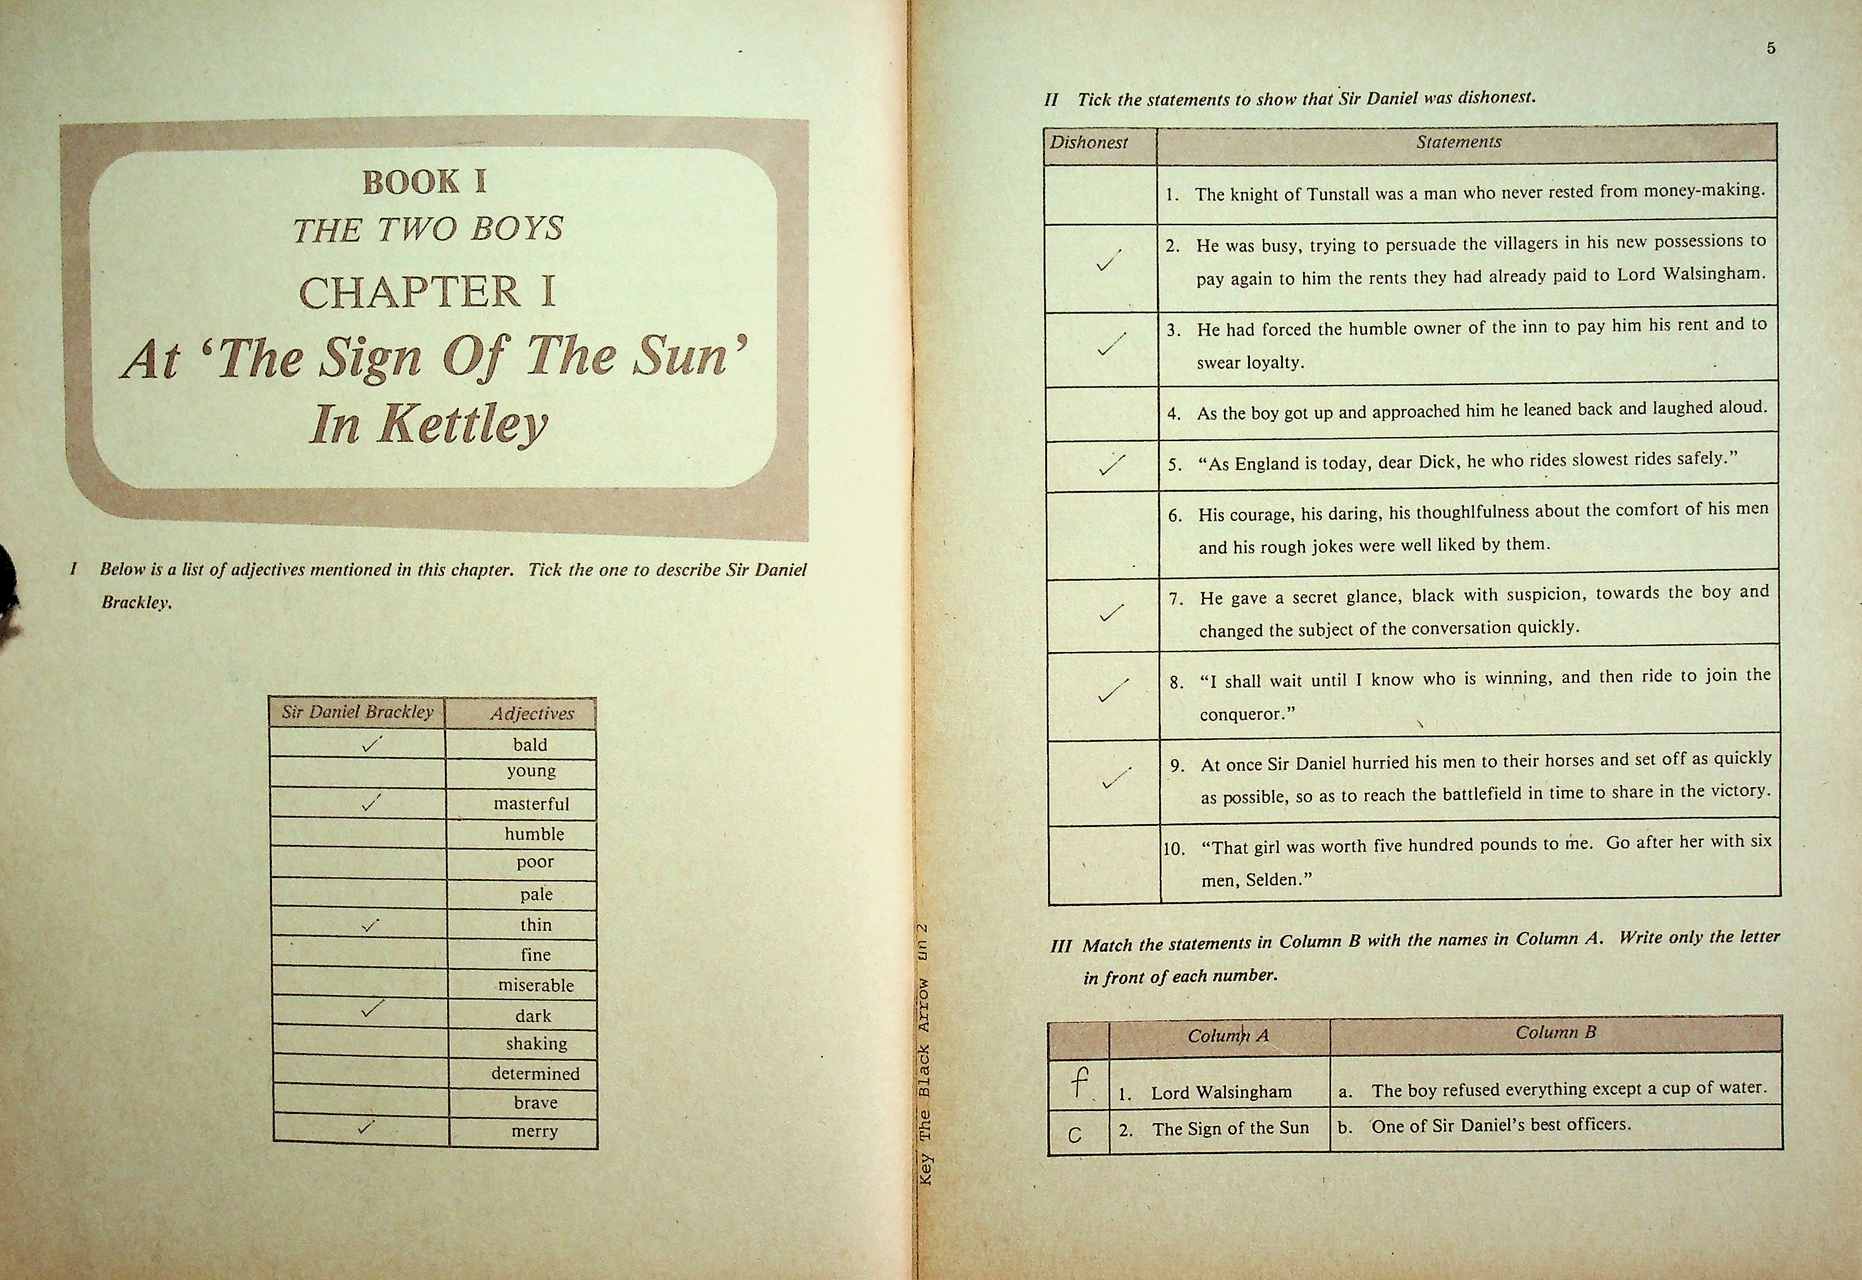 BOOK I
THE TWO BOYS
CHAPTER I
At ‘The Sign Of The Sun’
In Kettley
I Below is a list of adjectives mentioned in this chapter. Tick the one to describe Sir Daniel
Brackley.
Sir Daniel Brackley Adjectives
✓ bald
young
✓ masterful
humble
poor
pale
✓ thin
fine
miserable
✓ dark
shaking
determined
brave
✓ merry
Key The Black Arrow ยก 2
5
II Tick the statements to show that Sir Daniel was dishonest.
Dishonest Statements
1. The knight of Tunstall was a man who never rested from money-making.
✓ 2. He was busy, trying to persuade the villagers in his new possessions to
pay again to him the rents they had already paid to Lord Walsingham.
✓ 3. He had forced the humble owner of the inn to pay him his rent and to
swear loyalty.
4. As the boy got up and approached him he leaned back and laughed aloud.
✓ 5. “As England is today, dear Dick, he who rides slowest rides safely.”
6. His courage, his daring, his thoughlfulness about the comfort of his men
and his rough jokes were well liked by them.
✓ 7. He gave a secret glance, black with suspicion, towards the boy and
changed the subject of the conversation quickly.
✓ 8. “I shall wait until I know who is winning, and then ride to join the
conqueror.”
✓ 9. At once Sir Daniel hurried his men to their horses and set off as quickly
as possible, so as to reach the battlefield in time to share in the victory.
10. “That girl was worth five hundred pounds to me. Go after her with six
men, Selden.”
III Match the statements in Column B with the names in Column A. Write only the letter
in front of each number.
Column A Column B
f 1. Lord Walsingham a. The boy refused everything except a cup of water.
c 2. The Sign of the Sun b. One of Sir Daniel’s best officers.